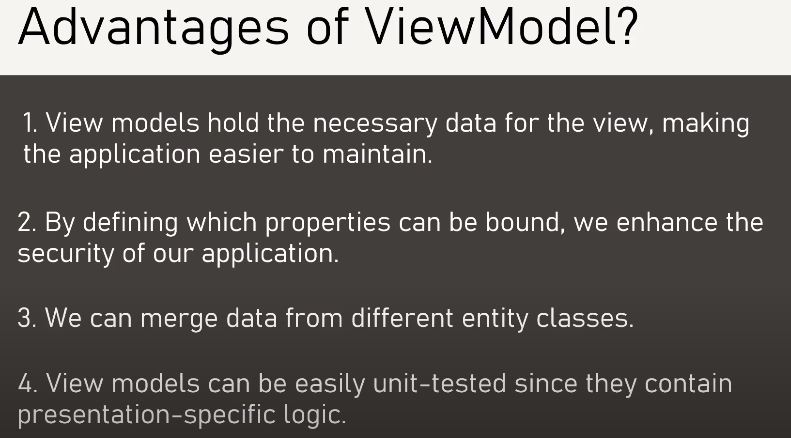 Advantages of ViewModel?
1. View models hold the necessary data for the view, making
the application easier to maintain.
2. By defining which properties can be bound, we enhance the
security of our application.
3. We can merge data from different entity classes.
4. View models can be easily unit-tested since they contain
presentation-specific logic.